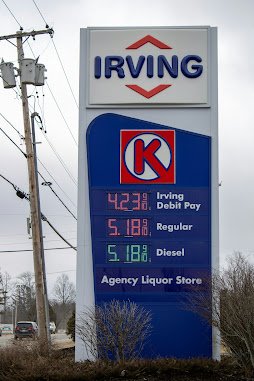 IRVING
K
4.23 9/10 Irving
Debit Pay
5.18 9/10 Regular
5.18 9/10 Diesel
Agency Liquor Store